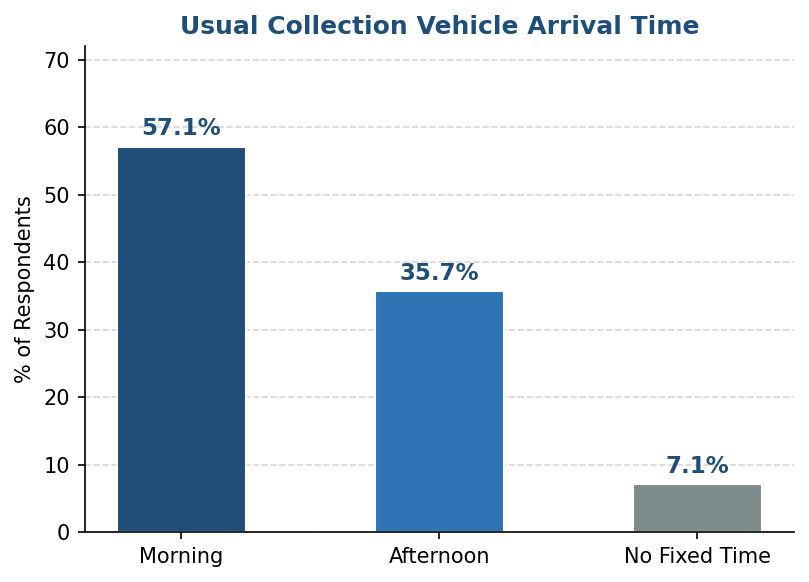 Usual Collection Vehicle Arrival Time
% of Respondents
70
60
50
40
30
20
10
0
57.1%
35.7%
7.1%
Morning
Afternoon
No Fixed Time